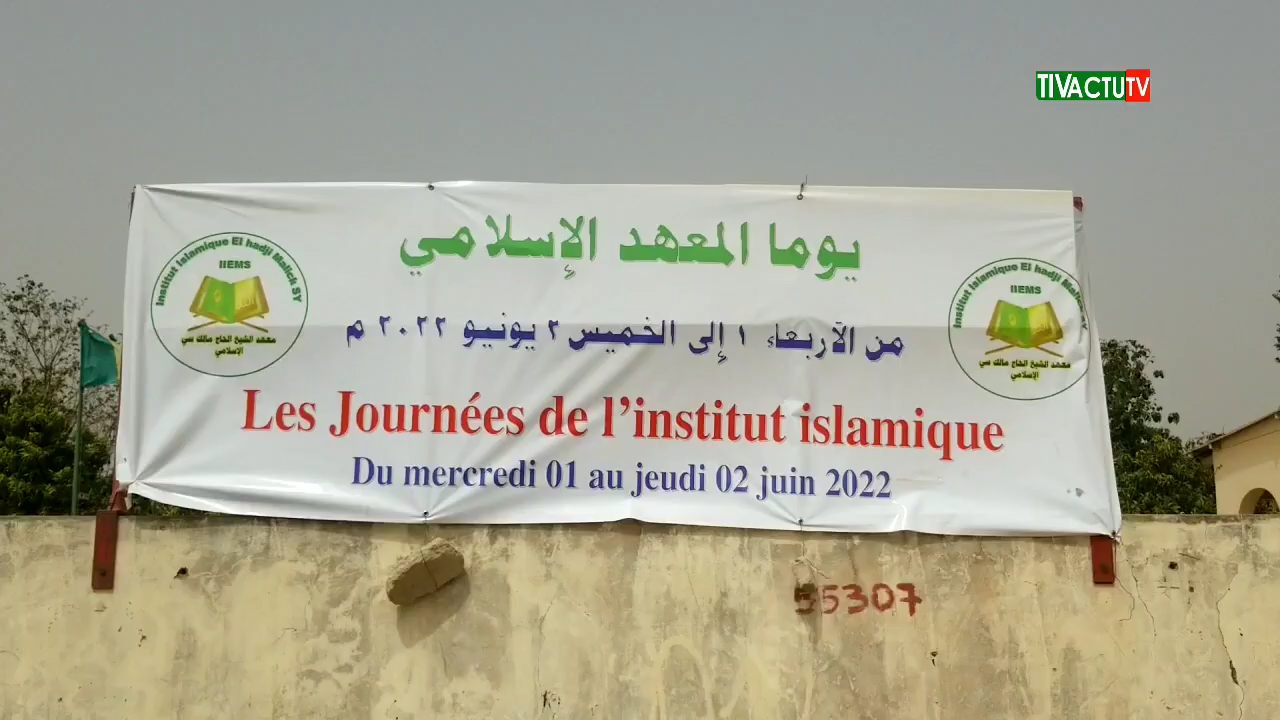 TIVACTUTV
يوما المعهد الإسلامي
من الأربعاء ١ إلى الخميس ٢ يونيو ٢٠٢٢ م
Les Journées de l'institut islamique
Du mercredi 01 au jeudi 02 juin 2022
Institut Islamique El hadji Malick SY
IIEMS
معهد الشيخ الحاج مالك سي
الإسلامي
Institut Islamique El hadji Malick SY
IIEMS
معهد الشيخ الحاج مالك سي
الإسلامي
55307